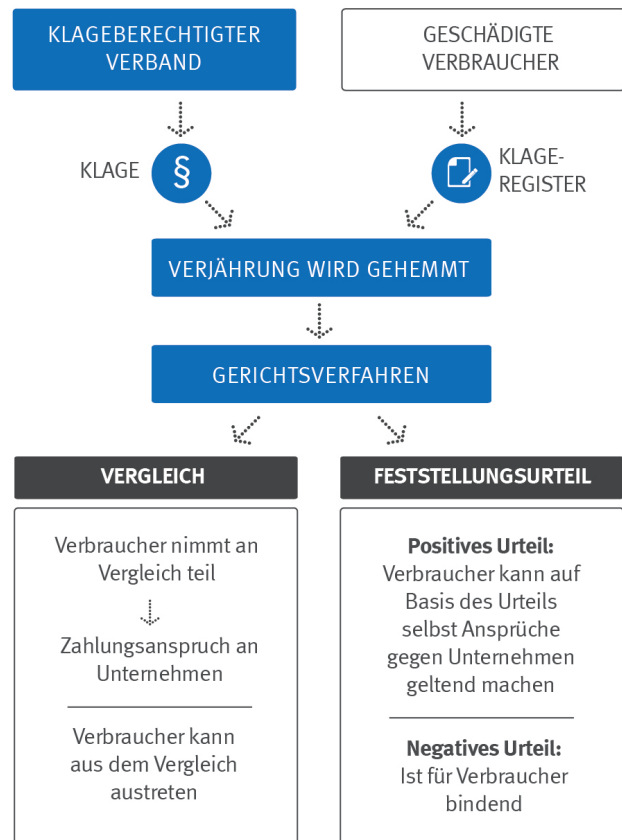 KLAGEBERECHTIGTER
VERBAND
GESCHÄDIGTE
VERBRAUCHER
KLAGE
§
KLAGE-
REGISTER
VERJÄHRUNG WIRD GEHEMMT
GERICHTSVERFAHREN
VERGLEICH
Verbraucher nimmt an
Vergleich teil
Zahlungsanspruch an
Unternehmen
Verbraucher kann
aus dem Vergleich
austreten
FESTSTELLUNGSURTEIL
Positives Urteil:
Verbraucher kann auf
Basis des Urteils
selbst Ansprüche
gegen Unternehmen
geltend machen
Negatives Urteil:
Ist für Verbraucher
bindend